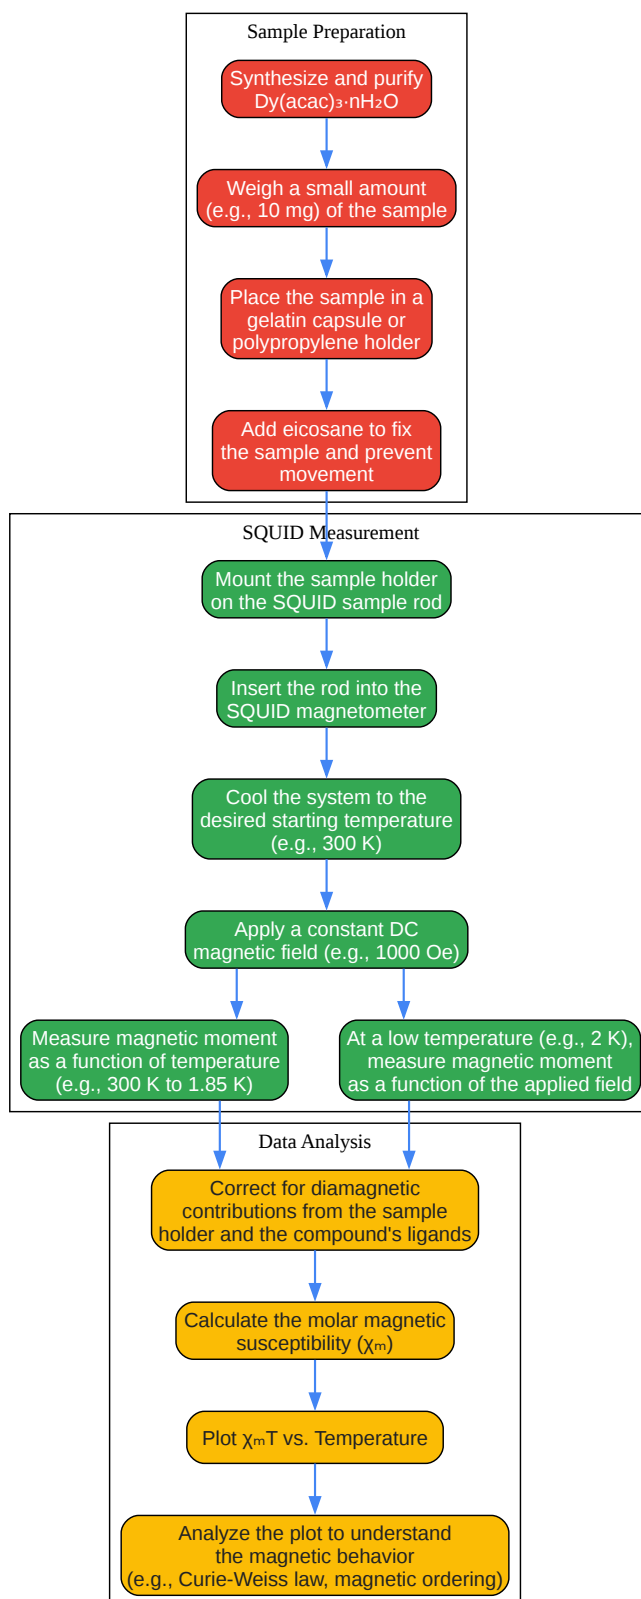 Sample Preparation
Synthesize and purify
Dy(acac)₃·nH₂O
Weigh a small amount
(e.g., 10 mg) of the sample
Place the sample in a
gelatin capsule or
polypropylene holder
Add eicosane to fix
the sample and prevent
movement
SQUID Measurement
Mount the sample holder
on the SQUID sample rod
Insert the rod into the
SQUID magnetometer
Cool the system to the
desired starting temperature
(e.g., 300 K)
Apply a constant DC
magnetic field (e.g., 1000 Oe)
Measure magnetic moment
as a function of temperature
(e.g., 300 K to 1.85 K)
At a low temperature (e.g., 2 K),
measure magnetic moment
as a function of the applied field
Data Analysis
Correct for diamagnetic
contributions from the sample
holder and the compound's ligands
Calculate the molar magnetic
susceptibility (χₘ)
Plot χₘT vs. Temperature
Analyze the plot to understand
the magnetic behavior
(e.g., Curie-Weiss law, magnetic ordering)